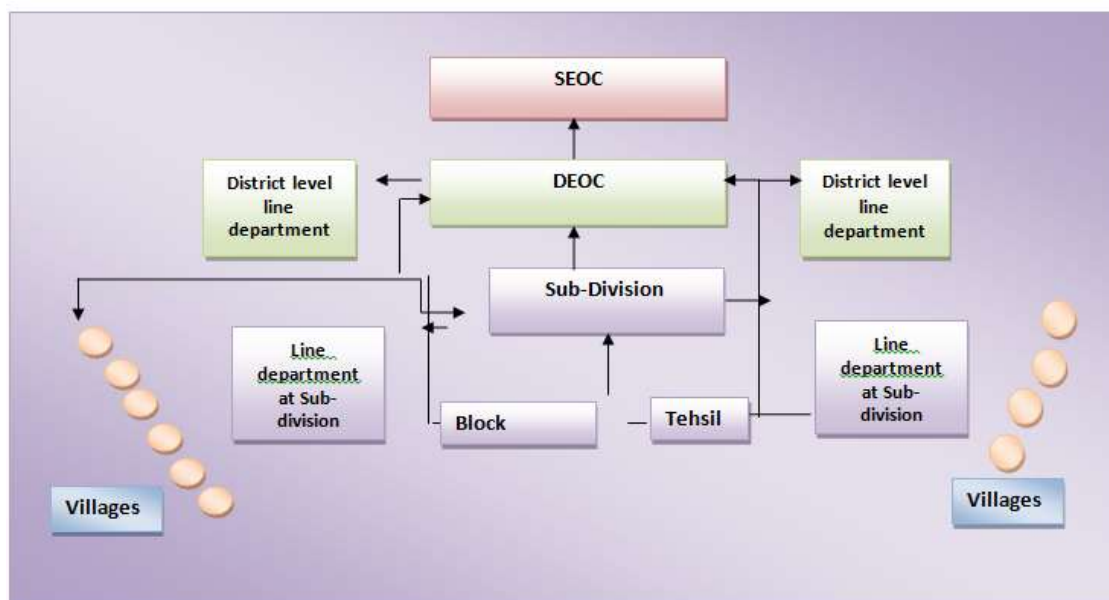 SEOC
District level
line
department
DEOC
District level
line
department
Sub-Division
Line
department
at Sub-
division
Line
department
at Sub-
division
Block
Tehsil
Villages
Villages